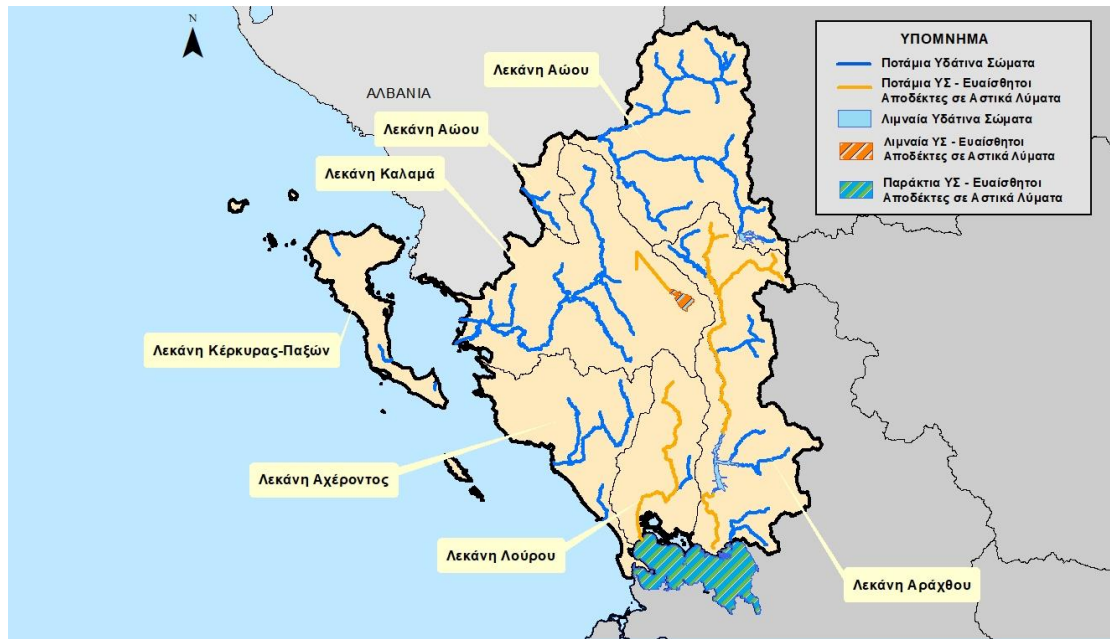 N
ΥΠΟΜΝΗΜΑ
Ποτάμια Υδάτινα Σώματα
Ποτάμια ΥΣ - Ευαίσθητοι
Αποδέκτες σε Αστικά Λύματα
Λιμναία Υδάτινα Σώματα
Λιμναία ΥΣ - Ευαίσθητοι
Αποδέκτες σε Αστικά Λύματα
Παράκτια ΥΣ - Ευαίσθητοι
Αποδέκτες σε Αστικά Λύματα
Λεκάνη Αώου
ΑΛΒΑΝΙΑ
Λεκάνη Αώου
Λεκάνη Καλαμά
Λεκάνη Κέρκυρας-Παξών
Λεκάνη Αχέροντος
Λεκάνη Λούρου
Λεκάνη Αράχθου